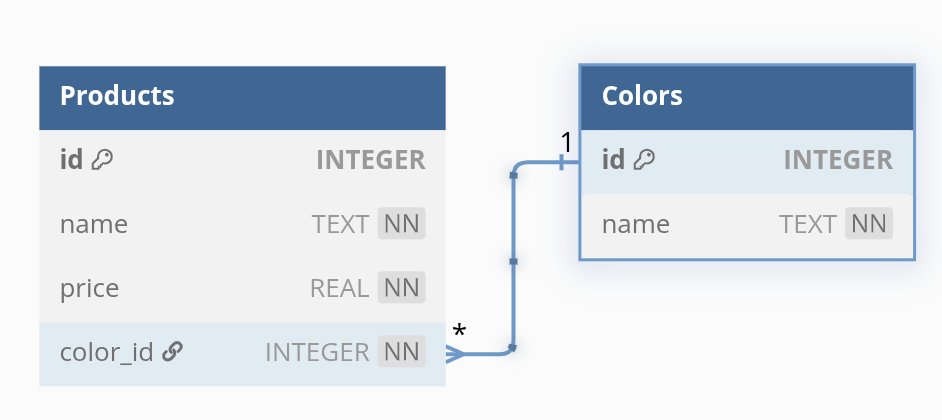 Products
id INTEGER
name TEXT NN
price REAL NN
color_id INTEGER NN
*
1
Colors
id INTEGER
name TEXT NN